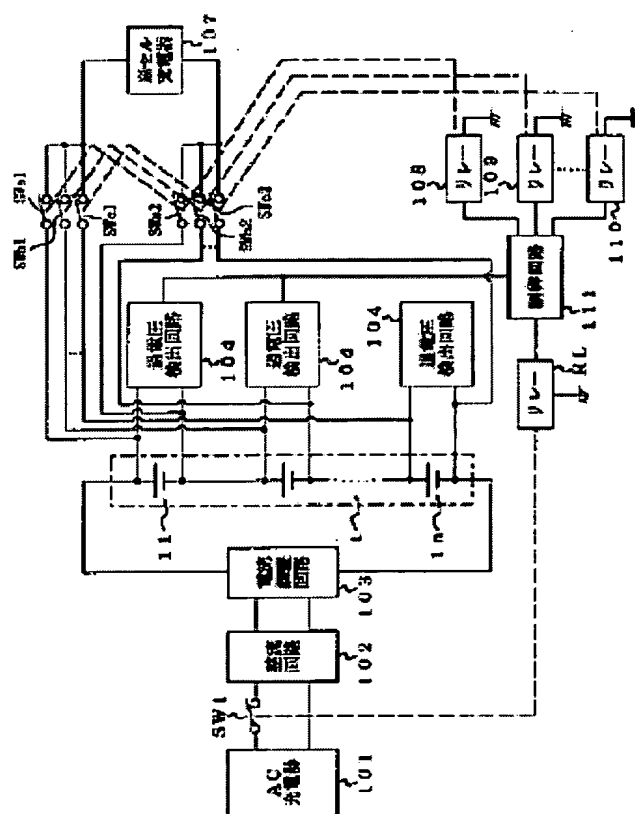 AC
充電器
101
SW1
整流
回路
102
電流
調整
回路
103
11
1
1n
過電圧
検出回路
104
過電圧
検出回路
104
過電圧
検出回路
104
SWa1
SWb1
SWc1
SWa2
SWb2
単セル
充電器
107
リレー
108
リレー
109
リレー
110
制御回路
111
リレー
RL